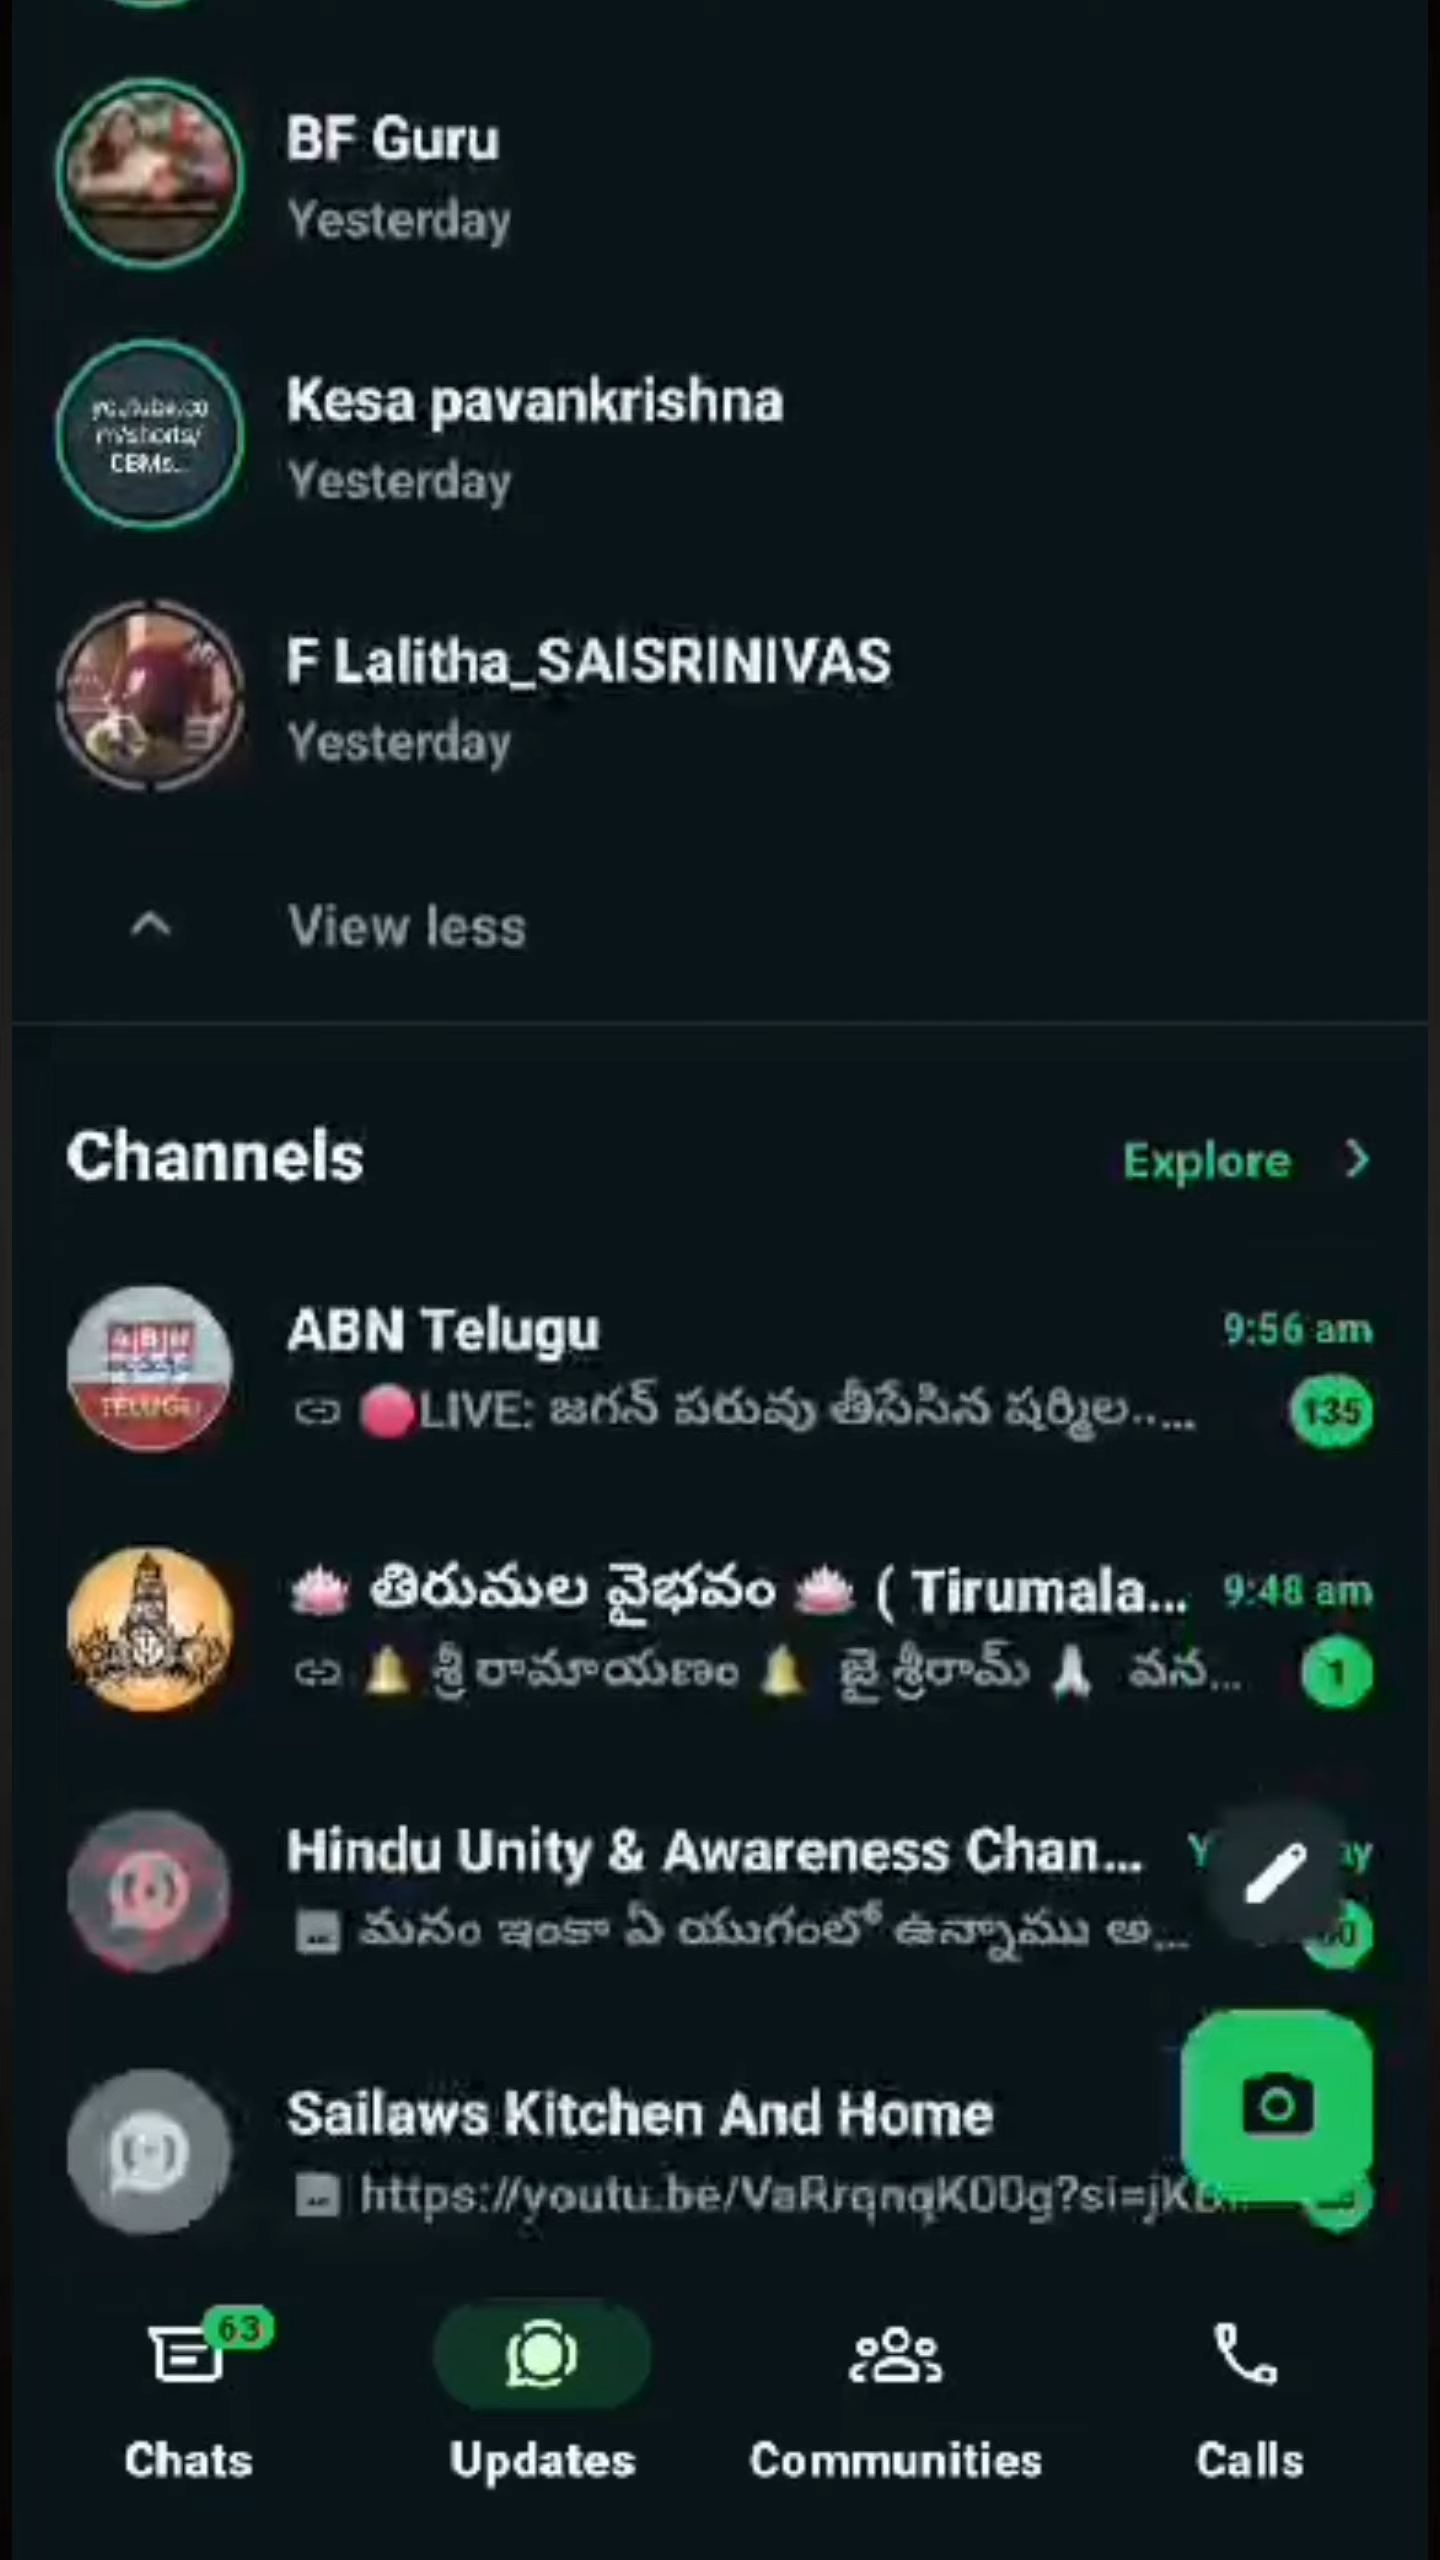 BF Guru
Yesterday
m/shorts/
Kesa pavankrishna
Yesterday
F Lalitha_SAISRINIVAS
Yesterday
View less
Channels
Explore
ABN Telugu
9:56 am
🔴LIVE: జగన్ పరువు తీసేసిన షర్మిల..…
135
TELUGU
🪷 తిరుమల వైభవం 🪷 ( Tirumala...
9:48 am
🔔 శ్రీ రామాయణం 🔔 జై శ్రీరామ్ 🙏 వన...
1
Hindu Unity & Awareness Chan...
మనం ఇంకా ఏ యుగంలో ఉన్నాము అ...
Sailaws Kitchen And Home
https://youtu.be/VaRrqnqK00g?si=jK
63
Chats
Updates
Communities
Calls